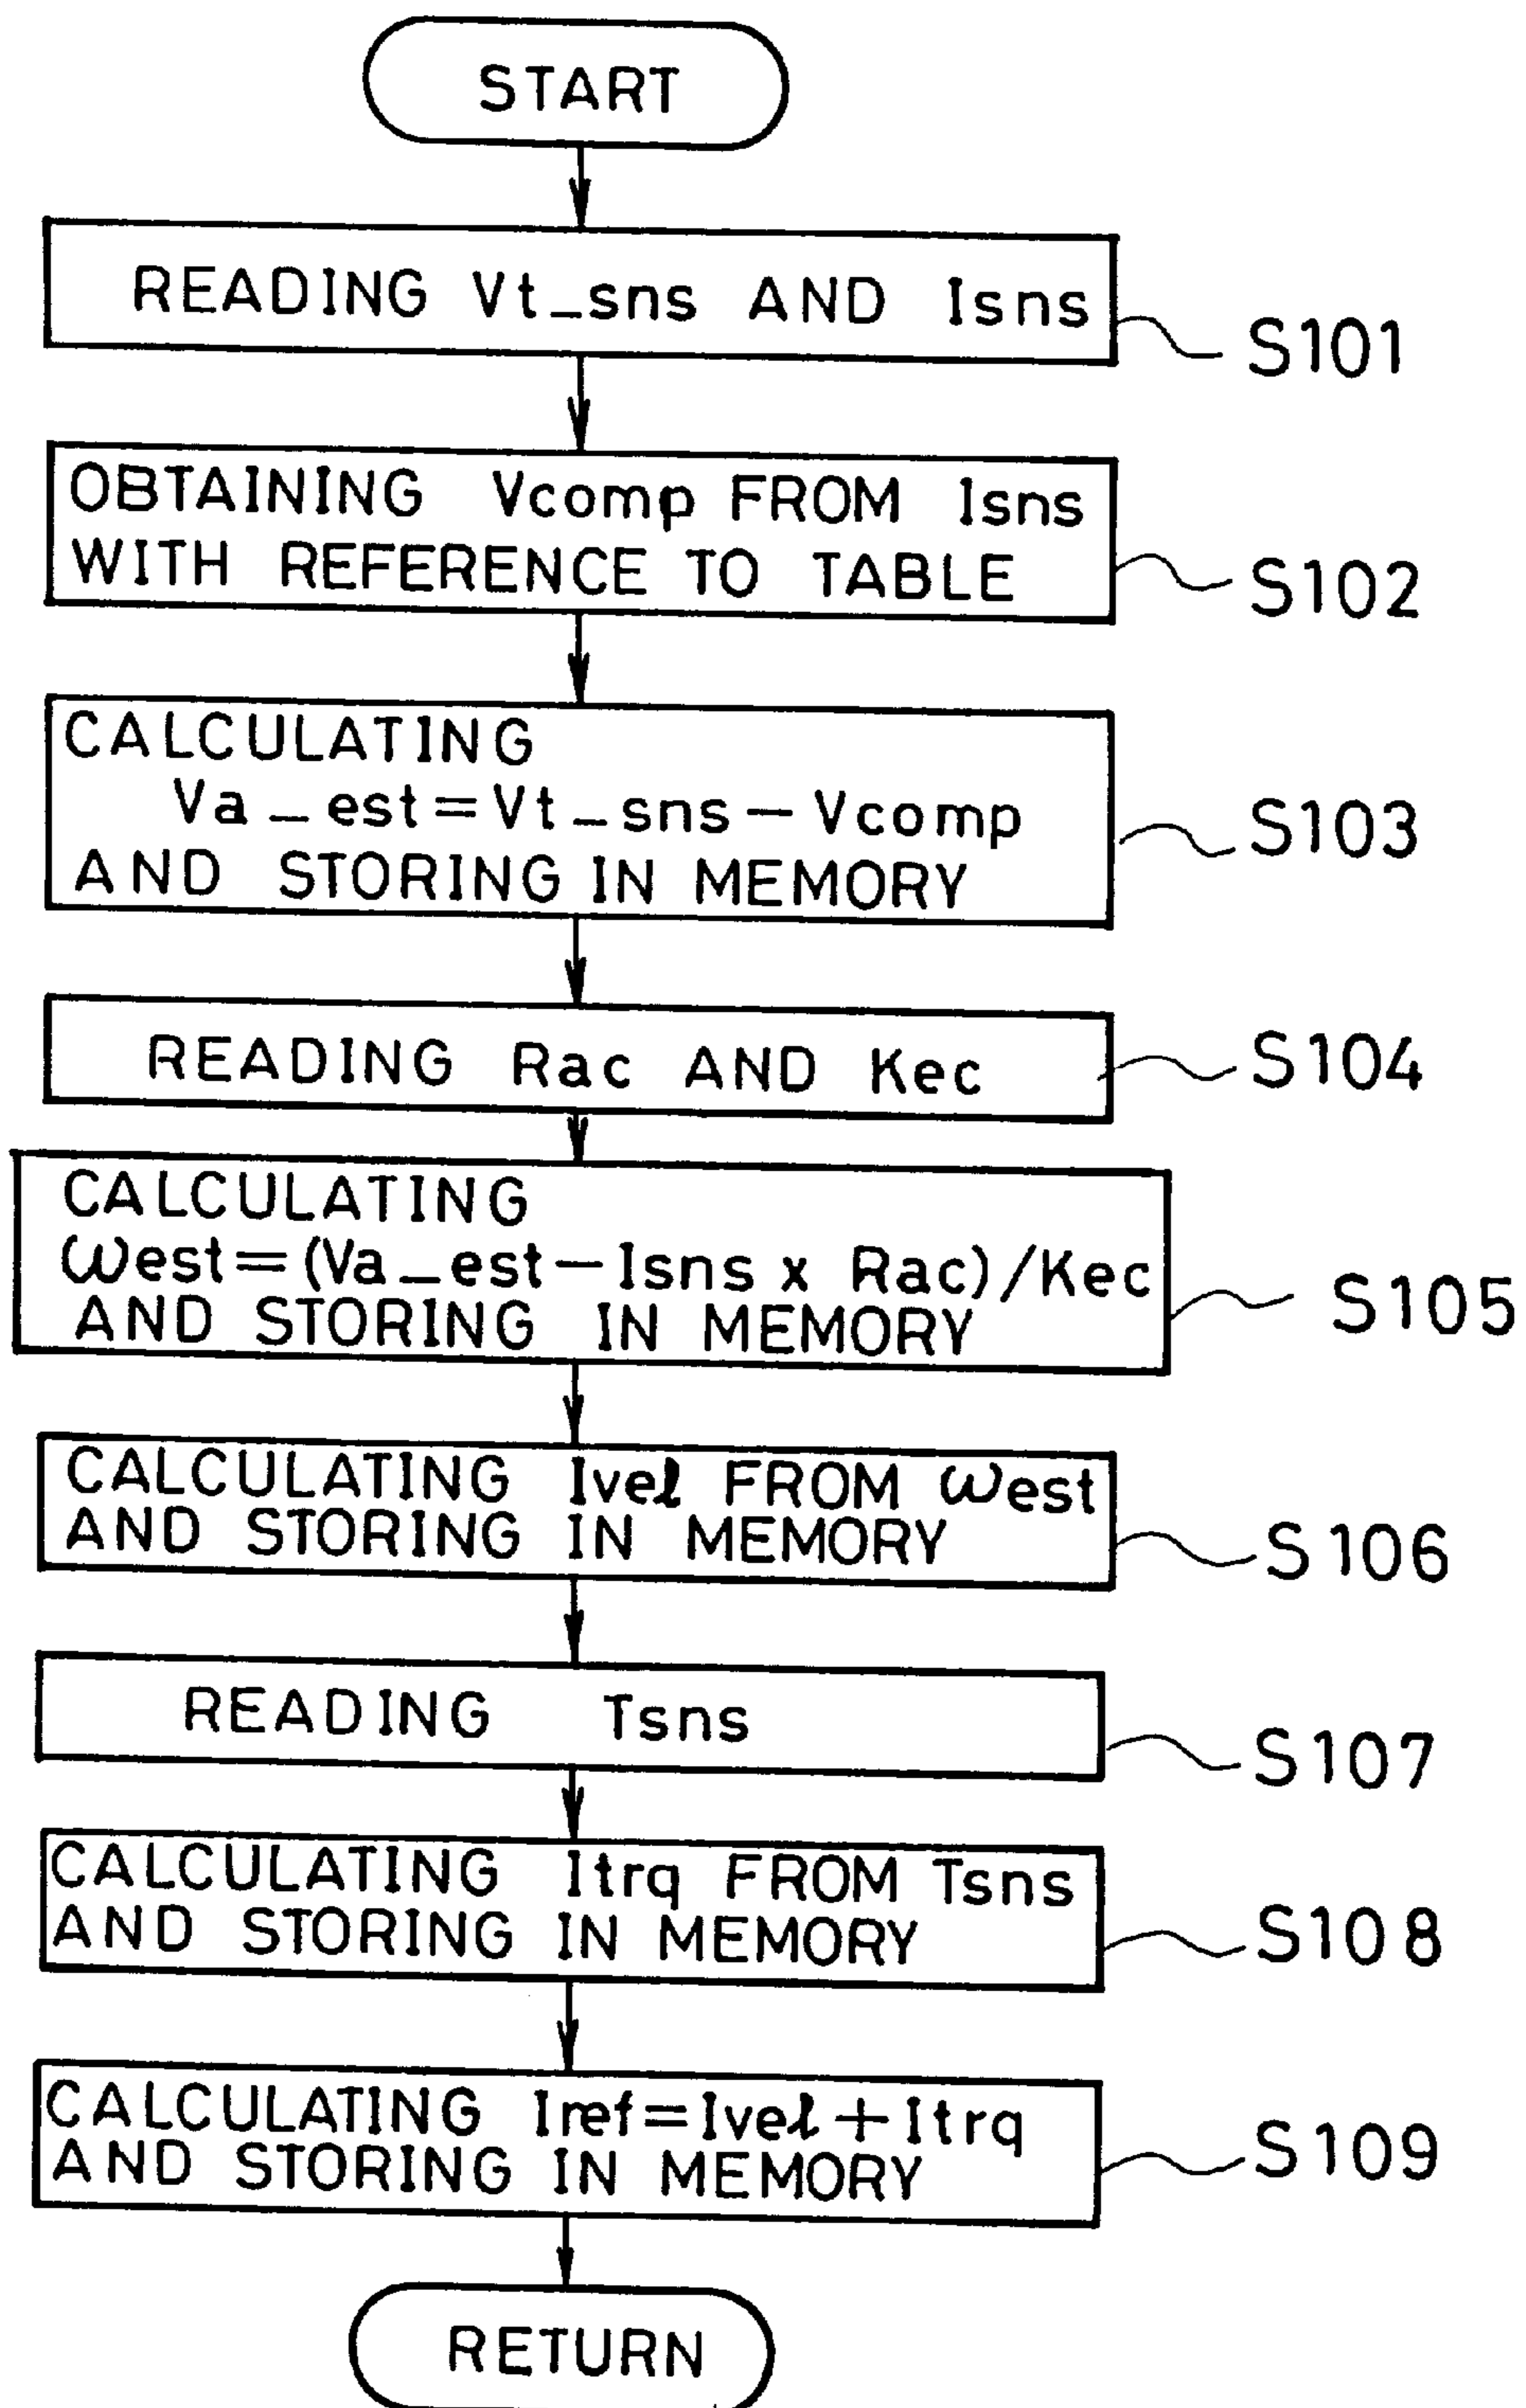 START
READING Vt_sns AND Isns
S101
OBTAINING Vcomp FROM Isns
WITH REFERENCE TO TABLE
S102
CALCULATING
Va_est=Vt_sns-Vcomp
AND STORING IN MEMORY
S103
READING Rac AND Kec
S104
CALCULATING
ωest=(Va_est-Isns x Rac)/Kec
AND STORING IN MEMORY
S105
CALCULATING Ivel FROM ωest
AND STORING IN MEMORY
S106
READING Tsns
S107
CALCULATING Itrq FROM Tsns
AND STORING IN MEMORY
S108
CALCULATING Iref=Ivel+Itrq
AND STORING IN MEMORY
S109
RETURN